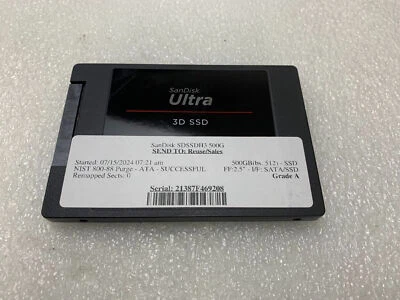 SanDisk
Ultra
3D SSD
SanDisk SDSSDH3 500G
SEND TO: Reuse/Sales
Started: 07/15/2024 07:21 am
500GB(bs. 512) - SSD
NIST 800-88 Purge - ATA - SUCCESSFUL
FF:2.5" - I/F: SATA/SSD
Remapped Sects: 0
Grade A
Serial: 21387F469208